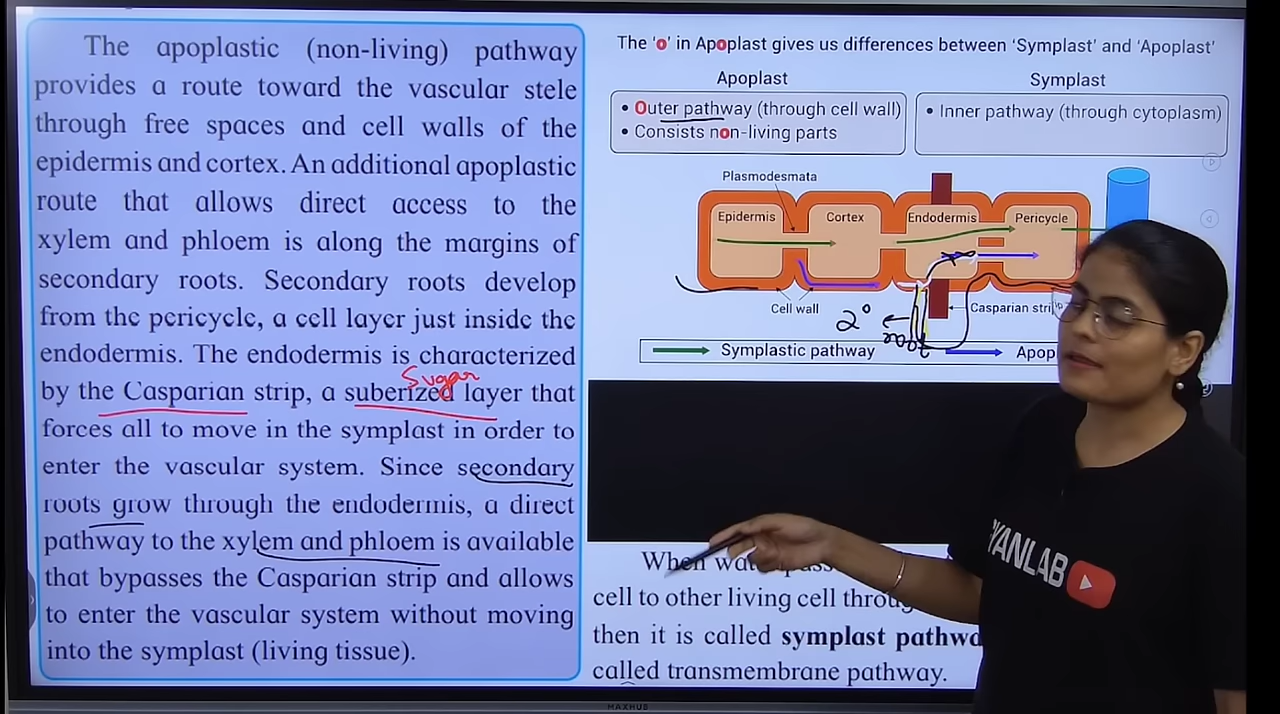 The apoplastic (non-living) pathway
provides a route toward the vascular stele
through free spaces and cell walls of the
epidermis and cortex. An additional apoplastic
route that allows direct access to the
xylem and phloem is along the margins of
secondary roots. Secondary roots develop
from the pericycle, a cell layer just inside the
endodermis. The endodermis is characterized
Sugar
by the Casparian strip, a suberized layer that
forces all to move in the symplast in order to
enter the vascular system. Since secondary
roots grow through the endodermis, a direct
pathway to the xylem and phloem is available
that bypasses the Casparian strip and allows
to enter the vascular system without moving
into the symplast (living tissue).
The 'o' in Apoplast gives us differences between 'Symplast' and 'Apoplast'
Apoplast
• Outer pathway (through cell wall)
• Consists non-living parts
Symplast
• Inner pathway (through cytoplasm)
Plasmodesmata
Epidermis Cortex Endodermis Pericycle
Cell wall
Casparian stri
2° root
Symplastic pathway
Apop
When wat pass
cell to other living cell throug
then it is called symplast pathwa
called transmembrane pathway.
YANLAB
MAXHUB